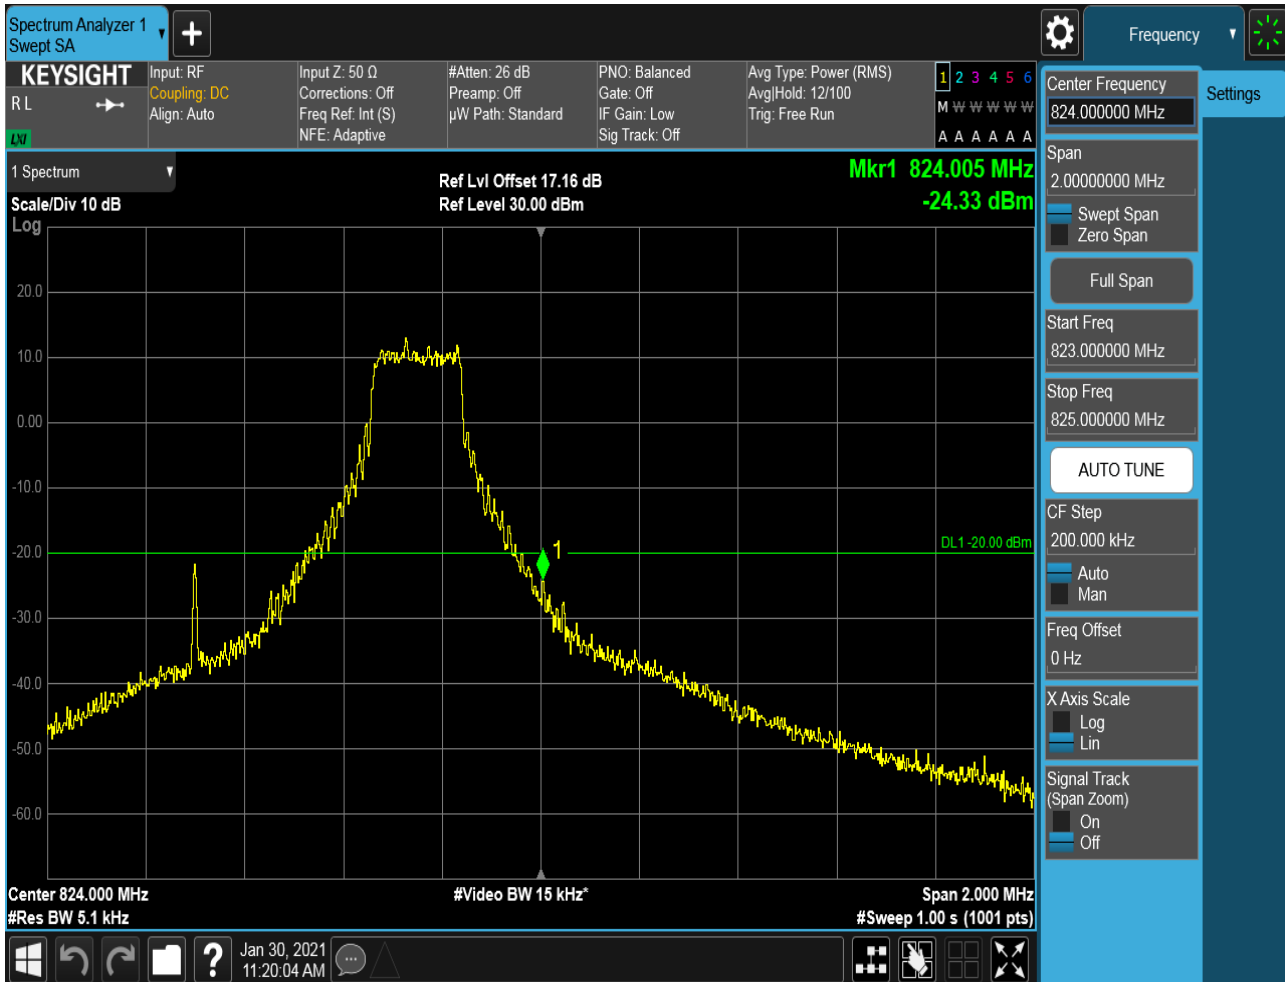 Spectrum Analyzer 1
Swept SA
Frequency
KEYSIGHT
R L
LXI
Input: RF
Coupling: DC
Align: Auto
Input Z: 50 Ω
Corrections: Off
Freq Ref: Int (S)
NFE: Adaptive
#Atten: 26 dB
Preamp: Off
µW Path: Standard
PNO: Balanced
Gate: Off
IF Gain: Low
Sig Track: Off
Avg Type: Power (RMS)
Avg|Hold: 12/100
Trig: Free Run
1 2 3 4 5 6
M W W W W W
A A A A A A
1 Spectrum
Scale/Div 10 dB
Log
Ref Lvl Offset 17.16 dB
Ref Level 30.00 dBm
Mkr1 824.005 MHz
-24.33 dBm
20.0
10.0
0.00
-10.0
-20.0
-30.0
-40.0
-50.0
-60.0
1
DL1 -20.00 dBm
Center 824.000 MHz
#Res BW 5.1 kHz
#Video BW 15 kHz*
Span 2.000 MHz
#Sweep 1.00 s (1001 pts)
Jan 30, 2021
11:20:04 AM
?
Center Frequency
824.000000 MHz
Settings
Span
2.00000000 MHz
Swept Span
Zero Span
Full Span
Start Freq
823.000000 MHz
Stop Freq
825.000000 MHz
AUTO TUNE
CF Step
200.000 kHz
Auto
Man
Freq Offset
0 Hz
X Axis Scale
Log
Lin
Signal Track
(Span Zoom)
On
Off